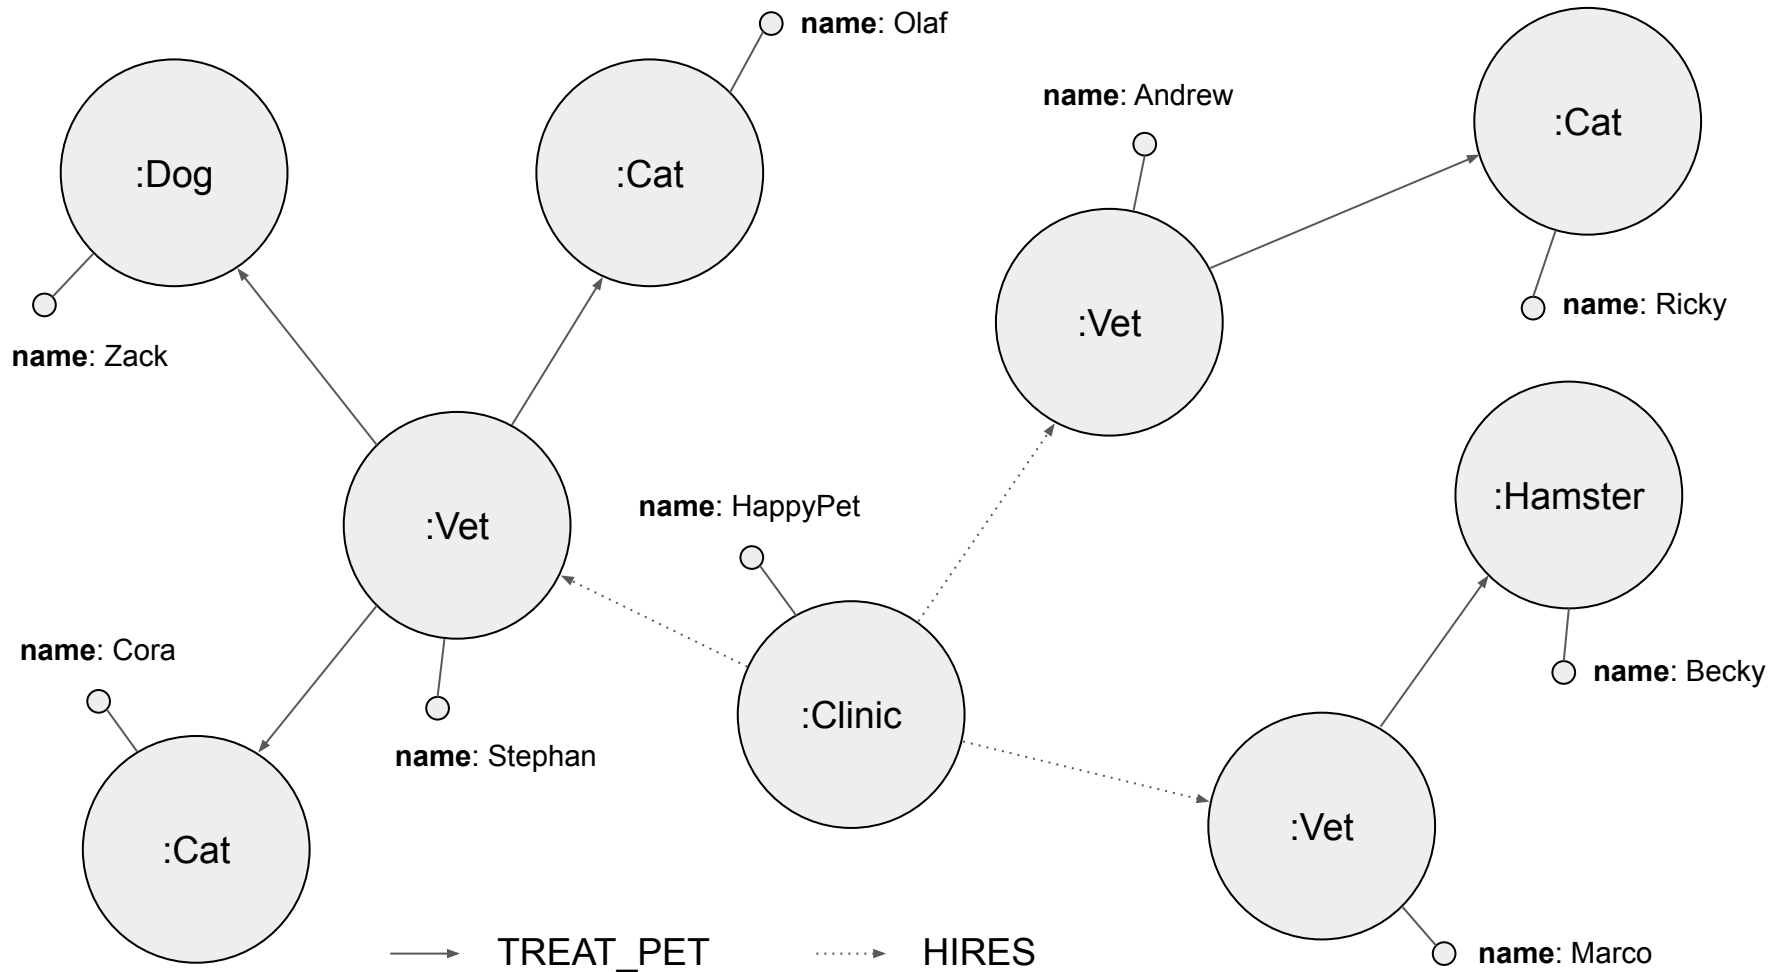 name: Olaf
:Dog
:Cat
name: Andrew
:Cat
name: Zack
:Vet
name: Ricky
:Vet
name: HappyPet
:Hamster
name: Cora
name: Stephan
:Clinic
name: Becky
:Cat
:Vet
TREAT_PET
HIRES
name: Marco